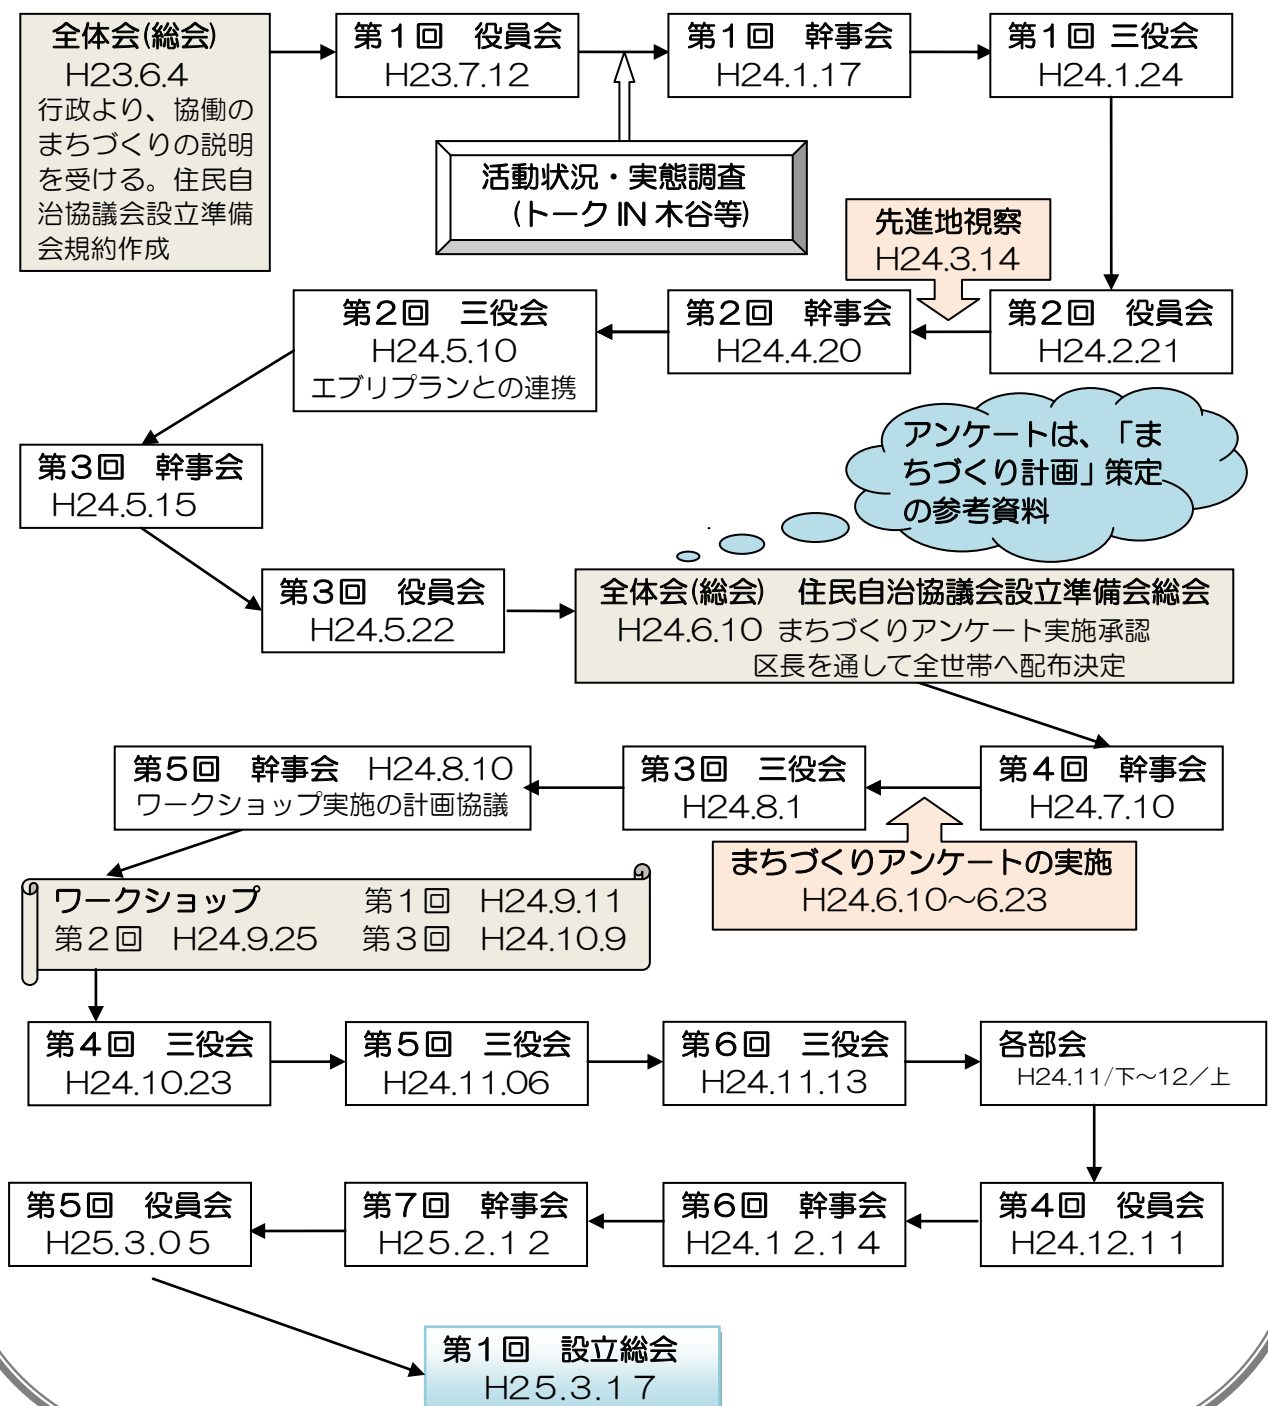 全体会(総会)
H23.6.4
行政より、協働の
まちづくりの説明
を受ける。住民自
治協議会設立準備
会規約作成
第1回　役員会
H23.7.12
第1回　幹事会
H24.1.17
第1回 三役会
H24.1.24
活動状況・実態調査
(トーク IN 木谷等)
先進地視察
H24.3.14
第2回　役員会
H24.2.21
第2回　幹事会
H24.4.20
第2回　三役会
H24.5.10
エブリプランとの連携
第3回　幹事会
H24.5.15
アンケートは、「ま
ちづくり計画」策定
の参考資料
第3回　役員会
H24.5.22
全体会(総会)　住民自治協議会設立準備会総会
H24.6.10 まちづくりアンケート実施承認
区長を通して全世帯へ配布決定
第4回　幹事会
H24.7.10
まちづくりアンケートの実施
H24.6.10～6.23
第3回　三役会
H24.8.1
第5回　幹事会　H24.8.10
ワークショップ実施の計画協議
ワークショップ　第1回　H24.9.11
第2回　H24.9.25　第3回　H24.10.9
第4回　三役会
H24.10.23
第5回　三役会
H24.11.06
第6回　三役会
H24.11.13
各部会
H24.11/下～12／上
第4回　役員会
H24.12.11
第6回　幹事会
H24.12.14
第7回　幹事会
H25.2.12
第5回　役員会
H25.3.05
第1回　設立総会
H25.3.17